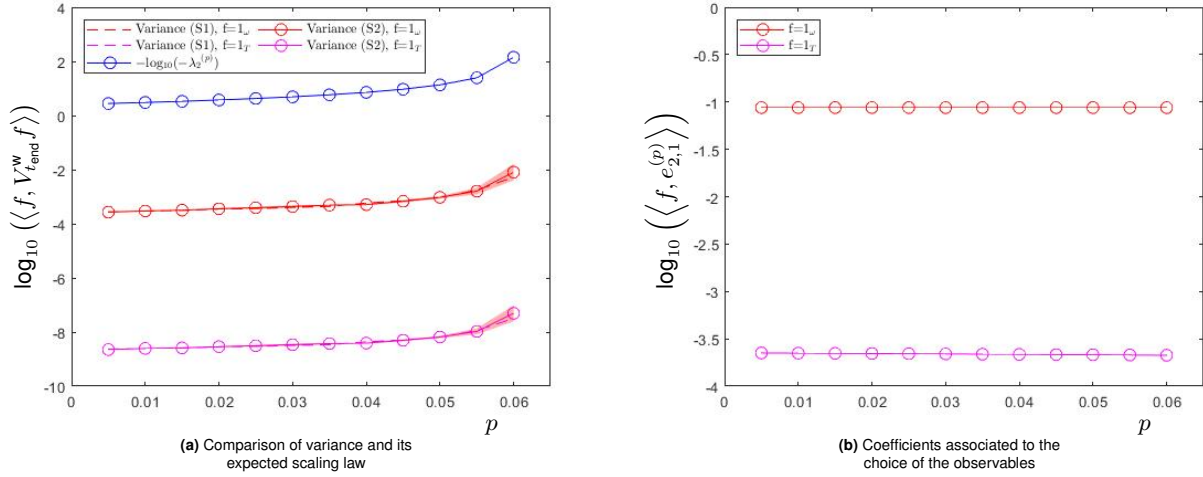 4
2
0
-2
-4
-6
-8
-10
0
0.01
0.02
0.03
0.04
0.05
0.06
p
log₁₀ (⟨f, V^w_{t_end} f⟩)
Variance (S1), f=1_ω
Variance (S2), f=1_ω
Variance (S1), f=1_T
Variance (S2), f=1_T
−log₁₀(−λ₂^(p))
(a) Comparison of variance and its
expected scaling law
0
-0.5
-1
-1.5
-2
-2.5
-3
-3.5
-4
0
0.01
0.02
0.03
0.04
0.05
0.06
p
log₁₀ (⟨f, e^(p)_{2,1}⟩)
f=1_ω
f=1_T
(b) Coefficients associated to the
choice of the observables